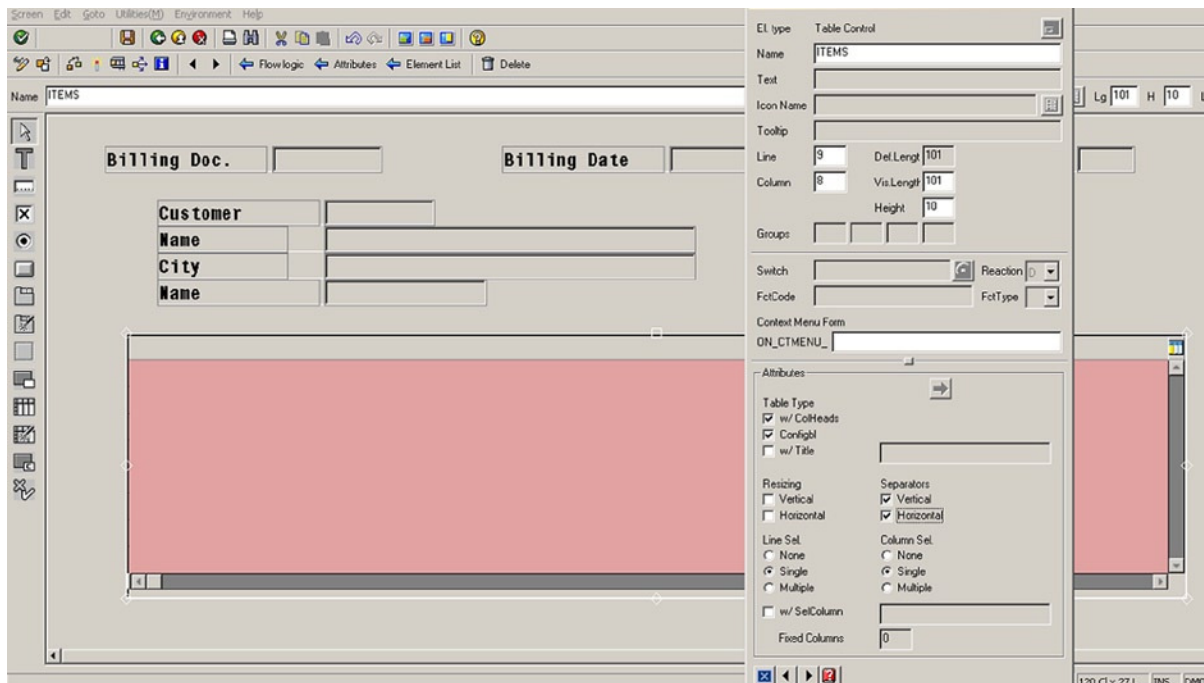 Screen Edit Goto Utilities(M) Environment Help
Flow logic Attributes Element List Delete
Name ITEMS
Lg 101 H 10
Billing Doc. Billing Date
Customer
Name
City
Name
El. type Table Control
Name ITEMS
Text
Icon Name
Tooltip
Line 9 Def.Lengt 101
Column 8 Vis.Length 101
Height 10
Groups
Switch Reaction D
FctCode FctType
Context Menu Form
ON_CTMENU_
Attributes
Table Type
w/ ColHeads
Configbl
w/ Title
Resizing Separators
Vertical Vertical
Horizontal Horizontal
Line Sel. Column Sel.
None None
Single Single
Multiple Multiple
w/ SelColumn
Fixed Columns 0
INS